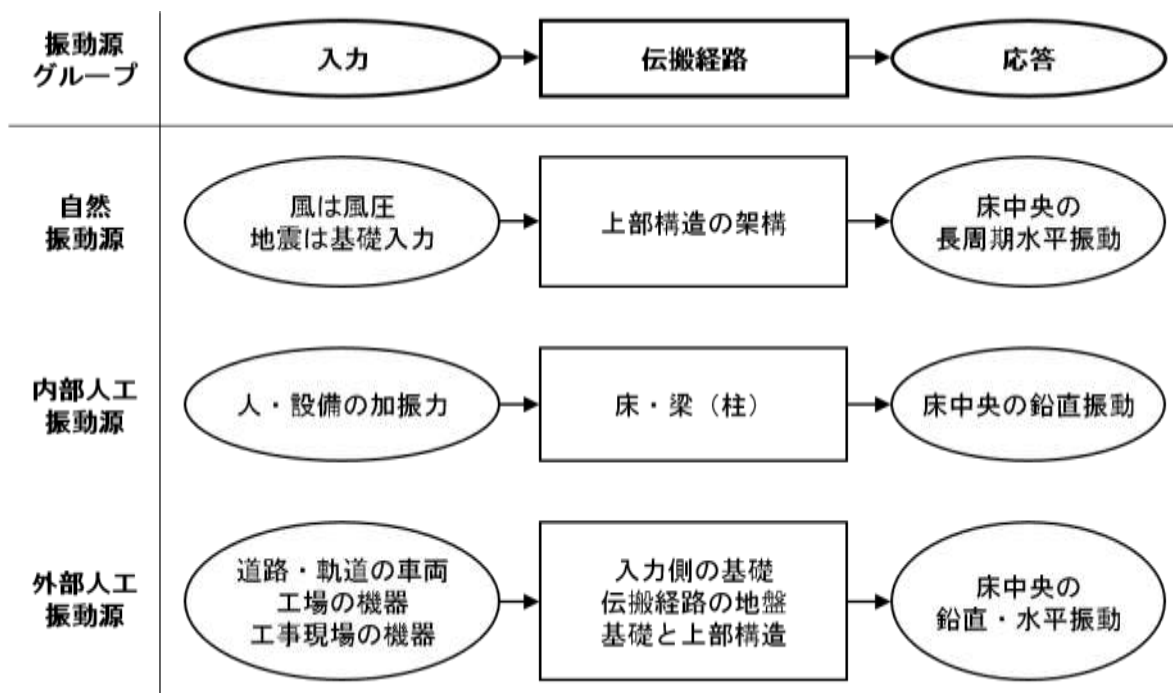 振動源
グループ
入力
伝搬経路
応答
自然
振動源
風は風圧
地震は基礎入力
上部構造の架構
床中央の
長周期水平振動
内部人工
振動源
人・設備の加振力
床・梁（柱）
床中央の鉛直振動
外部人工
振動源
道路・軌道の車両
工場の機器
工事現場の機器
入力側の基礎
伝搬経路の地盤
基礎と上部構造
床中央の
鉛直・水平振動